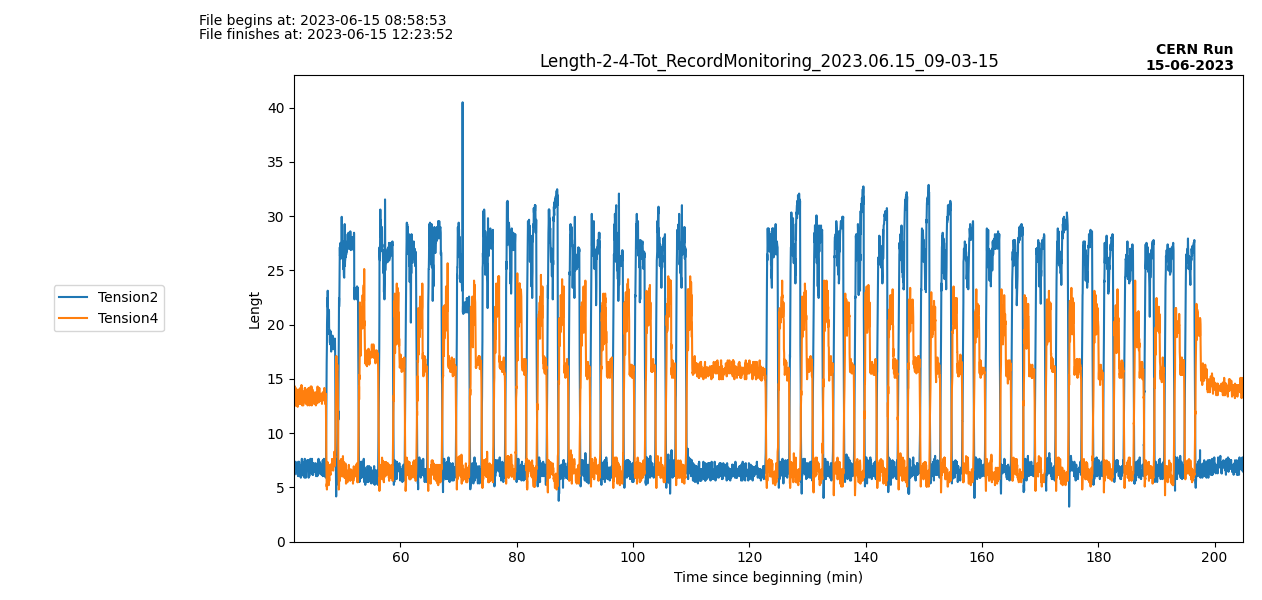 File begins at: 2023-06-15 08:58:53
File finishes at: 2023-06-15 12:23:52
CERN Run
15-06-2023
Length-2-4-Tot_RecordMonitoring_2023.06.15_09-03-15
40
35
30
25
20
15
10
5
0
Lengt
Tension2
Tension4
60 80 100 120 140 160 180 200
Time since beginning (min)